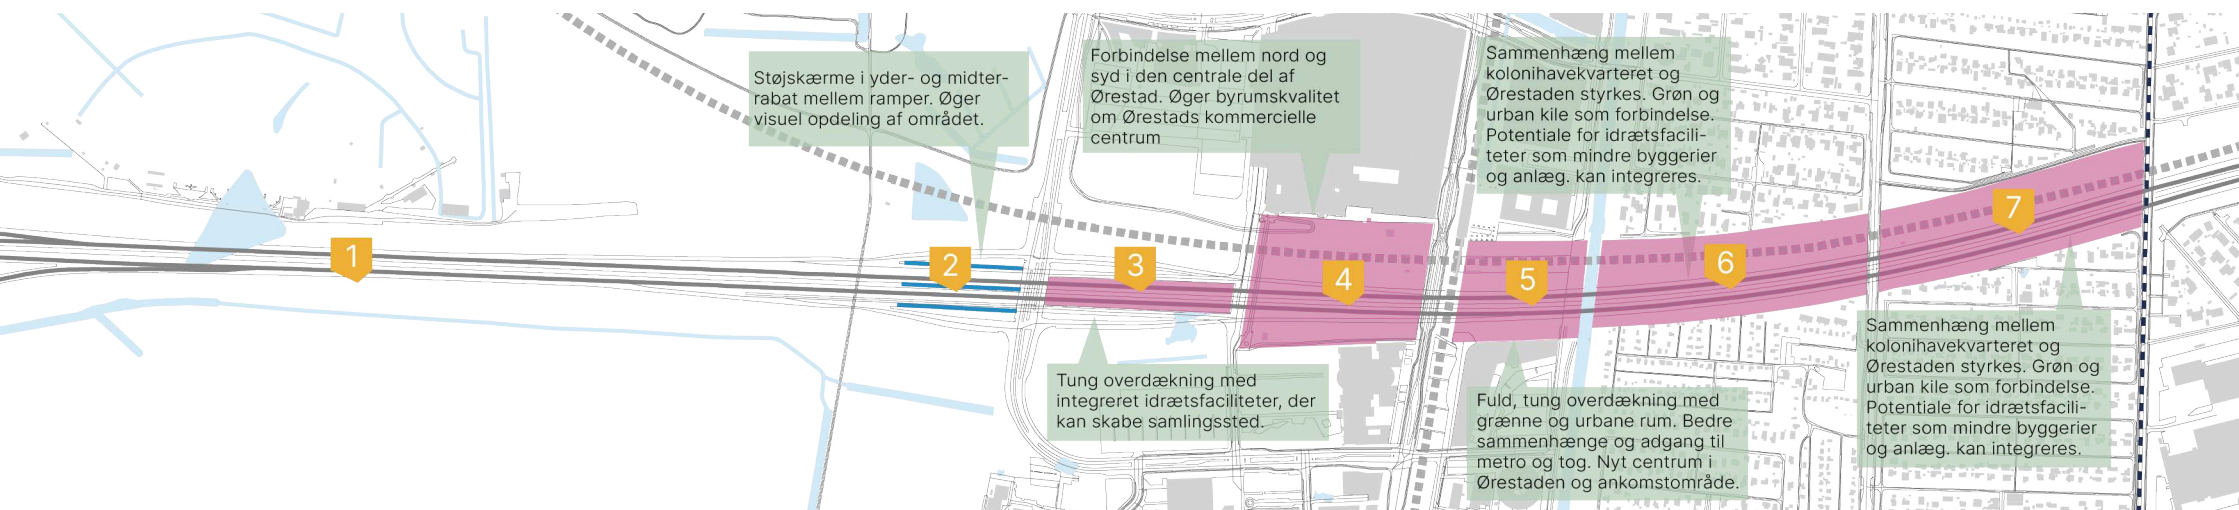 Støjskærme i yder- og midter-
rabat mellem ramper. Øger
visuel opdeling af området.
Forbindelse mellem nord og
syd i den centrale del af
Ørestad. Øger byrumskvalitet
om Ørestads kommercielle
centrum
Sammenhæng mellem
kolonihavekvarteret og
Ørestaden styrkes. Grøn og
urban kile som forbindelse.
Potentiale for idrætsfacili-
teter som mindre byggerier
og anlæg. kan integreres.
1
2
3
4
5
6
7
Tung overdækning med
integreret idrætsfaciliteter, der
kan skabe samlingssted.
Fuld, tung overdækning med
grænne og urbane rum. Bedre
sammenhænge og adgang til
metro og tog. Nyt centrum i
Ørestaden og ankomstområde.
Sammenhæng mellem
kolonihavekvarteret og
Ørestaden styrkes. Grøn og
urban kile som forbindelse.
Potentiale for idrætsfacili-
teter som mindre byggerier
og anlæg. kan integreres.